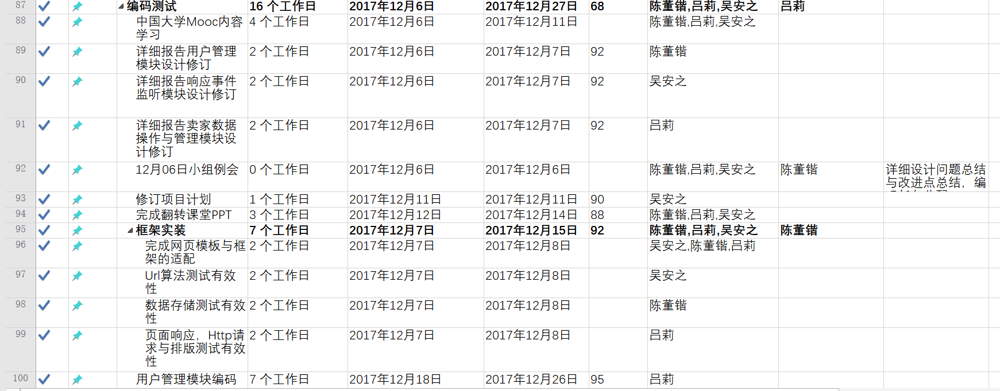 87 编码测试 16 个工作日 2017年12月6日 2017年12月27日 68 陈董锴,吕莉,吴安之 吕莉
88 中国大学Mooc内容 4 个工作日 2017年12月6日 2017年12月11日 陈董锴,吕莉,吴安之
学习
89 详细报告用户管理 2 个工作日 2017年12月6日 2017年12月7日 92 陈董锴
模块设计修订
90 详细报告响应事件 2 个工作日 2017年12月6日 2017年12月7日 92 吴安之
监听模块设计修订
91 详细报告卖家数据 2 个工作日 2017年12月6日 2017年12月7日 92 吕莉
操作与管理模块设
计修订
92 12月06日小组例会 0 个工作日 2017年12月6日 2017年12月6日 陈董锴,吕莉,吴安之 陈董锴 详细设计问题总结
与改进点总结，编
93 修订项目计划 1 个工作日 2017年12月11日 2017年12月11日 90 吴安之
94 完成翻转课堂PPT 3 个工作日 2017年12月12日 2017年12月14日 88 陈董锴,吕莉,吴安之
95 框架实装 7 个工作日 2017年12月7日 2017年12月15日 92 陈董锴,吕莉,吴安之 陈董锴
96 完成网页模板与框 2 个工作日 2017年12月7日 2017年12月8日 吴安之,陈董锴,吕莉
架的适配
97 Url算法测试有效 2 个工作日 2017年12月7日 2017年12月8日 吴安之
性
98 数据存储测试有效 2 个工作日 2017年12月7日 2017年12月8日 陈董锴
性
99 页面响应，Http请 2 个工作日 2017年12月7日 2017年12月8日 吕莉
求与排版测试有效
性
100 用户管理模块编码 7 个工作日 2017年12月18日 2017年12月26日 95 吕莉